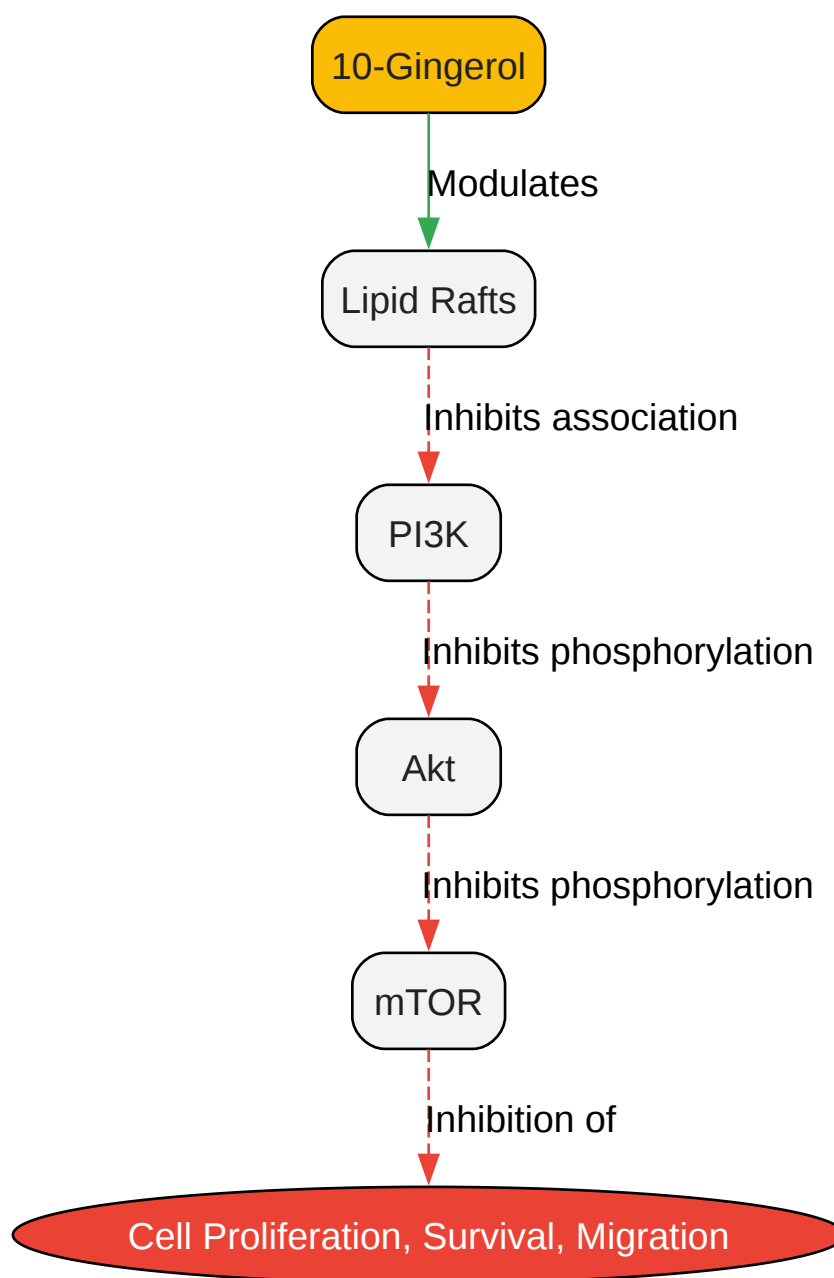 10-Gingerol
Modulates
Lipid Rafts
Inhibits association
PI3K
Inhibits phosphorylation
Akt
Inhibits phosphorylation
mTOR
Inhibition of
Cell Proliferation, Survival, Migration